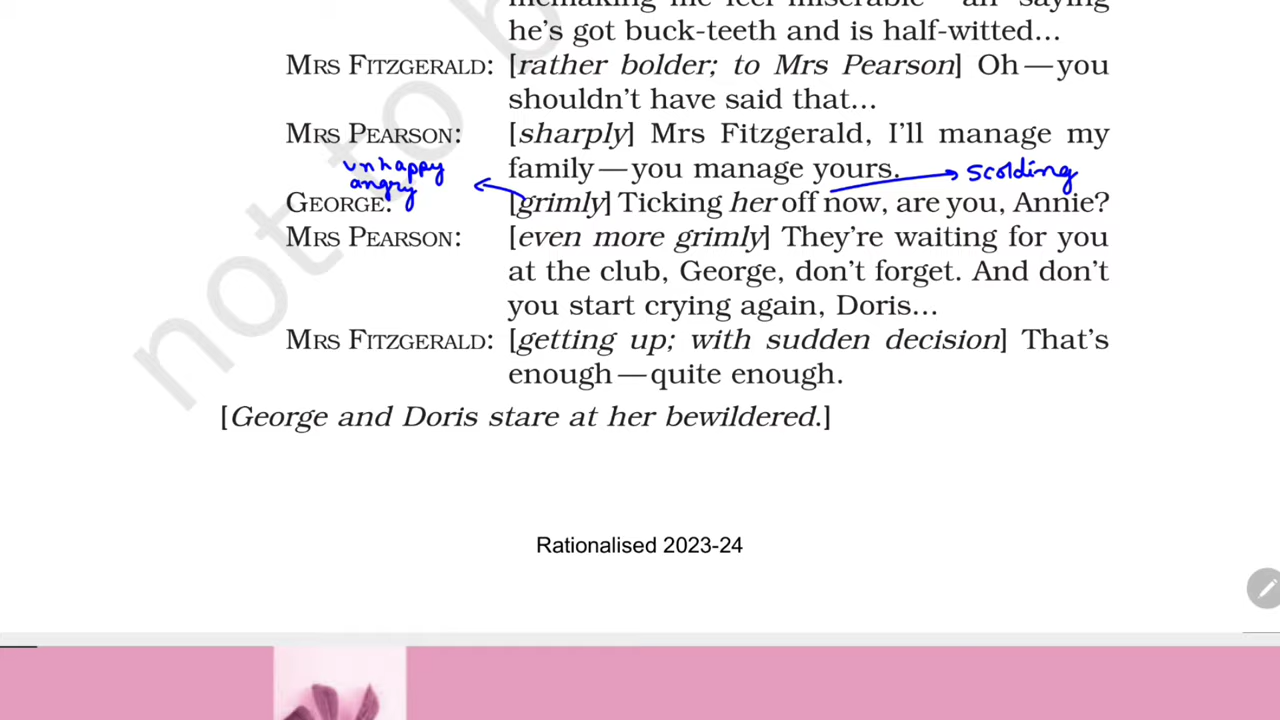 he's got buck-teeth and is half-witted...
MRS FITZGERALD: [rather bolder; to Mrs Pearson] Oh—you
shouldn't have said that...
MRS PEARSON: [sharply] Mrs Fitzgerald, I'll manage my
unhappy family—you manage yours. scolding
angry
GEORGE: [grimly] Ticking her off now, are you, Annie?
MRS PEARSON: [even more grimly] They're waiting for you
at the club, George, don't forget. And don't
you start crying again, Doris...
MRS FITZGERALD: [getting up; with sudden decision] That's
enough—quite enough.
[George and Doris stare at her bewildered.]
not to b
Rationalised 2023-24